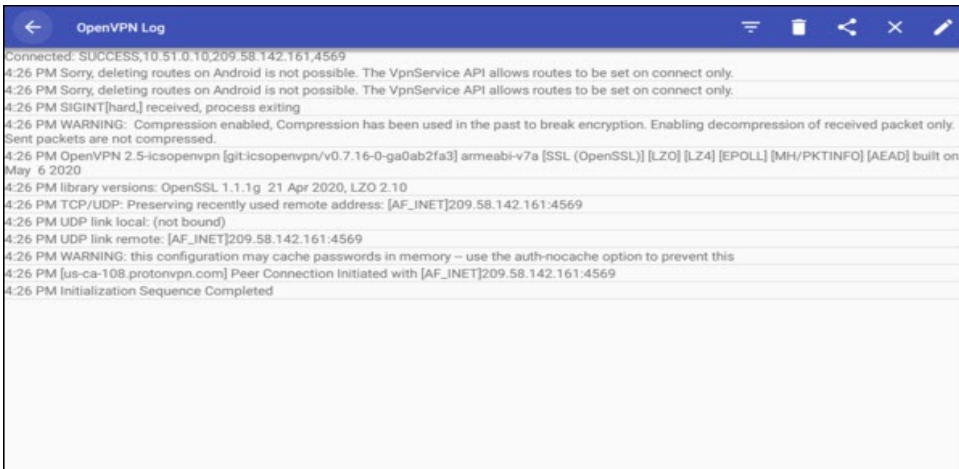 OpenVPN Log
Connected: SUCCESS,10.51.0.10,209.58.142.161,4569
4:26 PM Sorry, deleting routes on Android is not possible. The VpnService API allows routes to be set on connect only.
4:26 PM Sorry, deleting routes on Android is not possible. The VpnService API allows routes to be set on connect only.
4:26 PM SIGINT[hard,] received, process exiting
4:26 PM WARNING: Compression enabled, Compression has been used in the past to break encryption. Enabling decompression of received packet only.
Sent packets are not compressed.
4:26 PM OpenVPN 2.5-icsopenvpn [git:icsopenvpn/v0.7.16-0-ga0ab2fa3] armeabi-v7a [SSL (OpenSSL)] [LZO] [LZ4] [EPOLL] [MH/PKTINFO] [AEAD] built on
May 6 2020
4:26 PM library versions: OpenSSL 1.1.1g 21 Apr 2020, LZO 2.10
4:26 PM TCP/UDP: Preserving recently used remote address: [AF_INET]209.58.142.161:4569
4:26 PM UDP link local: (not bound)
4:26 PM UDP link remote: [AF_INET]209.58.142.161:4569
4:26 PM WARNING: this configuration may cache passwords in memory -- use the auth-nocache option to prevent this
4:26 PM [us-ca-108.protonvpn.com] Peer Connection Initiated with [AF_INET]209.58.142.161:4569
4:26 PM Initialization Sequence Completed